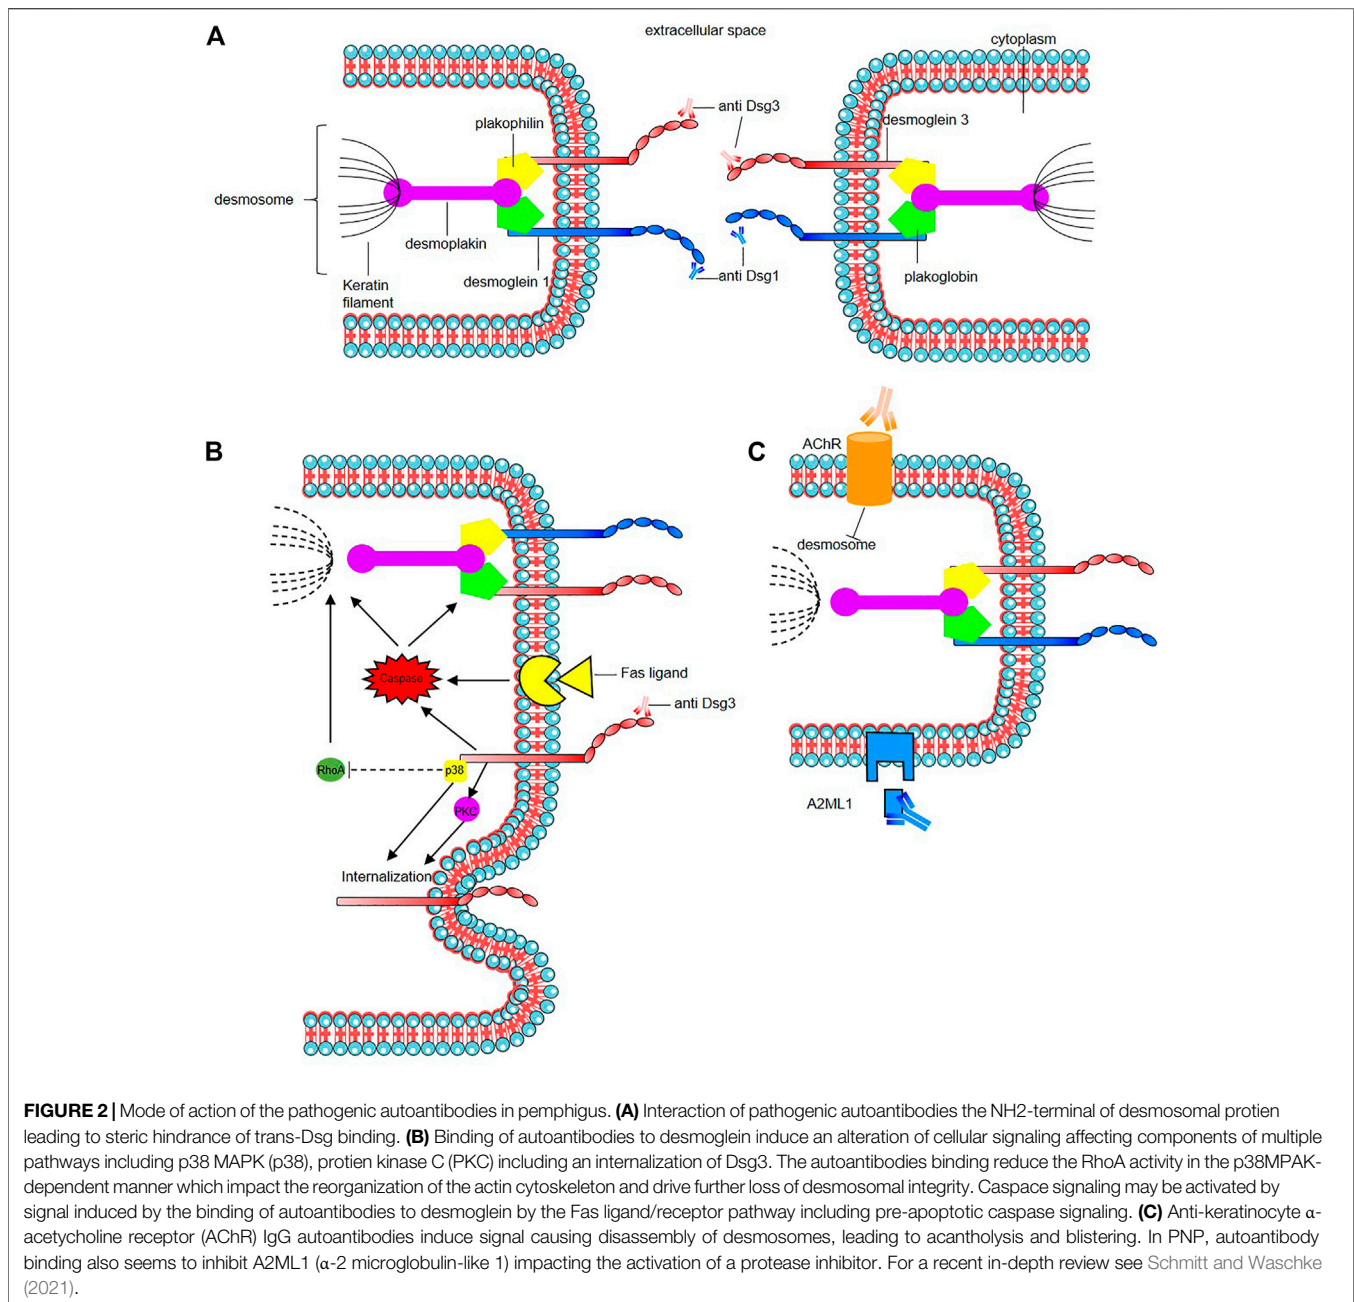 A
extracellular space
cytoplasm
anti Dsg3
plakophilin
desmoglein 3
desmosome
desmoplakin
desmoglein 1
anti Dsg1
plakoglobin
Keratin
filament
B
C
AChR
desmosome
Caspase
Fas ligand
anti Dsg3
RhoA
p38
PKC
A2ML1
Internalization
FIGURE 2 | Mode of action of the pathogenic autoantibodies in pemphigus. (A) Interaction of pathogenic autoantibodies the NH2-terminal of desmosomal protien
leading to steric hindrance of trans-Dsg binding. (B) Binding of autoantibodies to desmoglein induce an alteration of cellular signaling affecting components of multiple
pathways including p38 MAPK (p38), protien kinase C (PKC) including an internalization of Dsg3. The autoantibodies binding reduce the RhoA activity in the p38MPAK-
dependent manner which impact the reorganization of the actin cytoskeleton and drive further loss of desmosomal integrity. Caspace signaling may be activated by
signal induced by the binding of autoantibodies to desmoglein by the Fas ligand/receptor pathway including pre-apoptotic caspase signaling. (C) Anti-keratinocyte α-
acetycholine receptor (AChR) IgG autoantibodies induce signal causing disassembly of desmosomes, leading to acantholysis and blistering. In PNP, autoantibody
binding also seems to inhibit A2ML1 (α-2 microglobulin-like 1) impacting the activation of a protease inhibitor. For a recent in-depth review see Schmitt and Waschke
(2021).